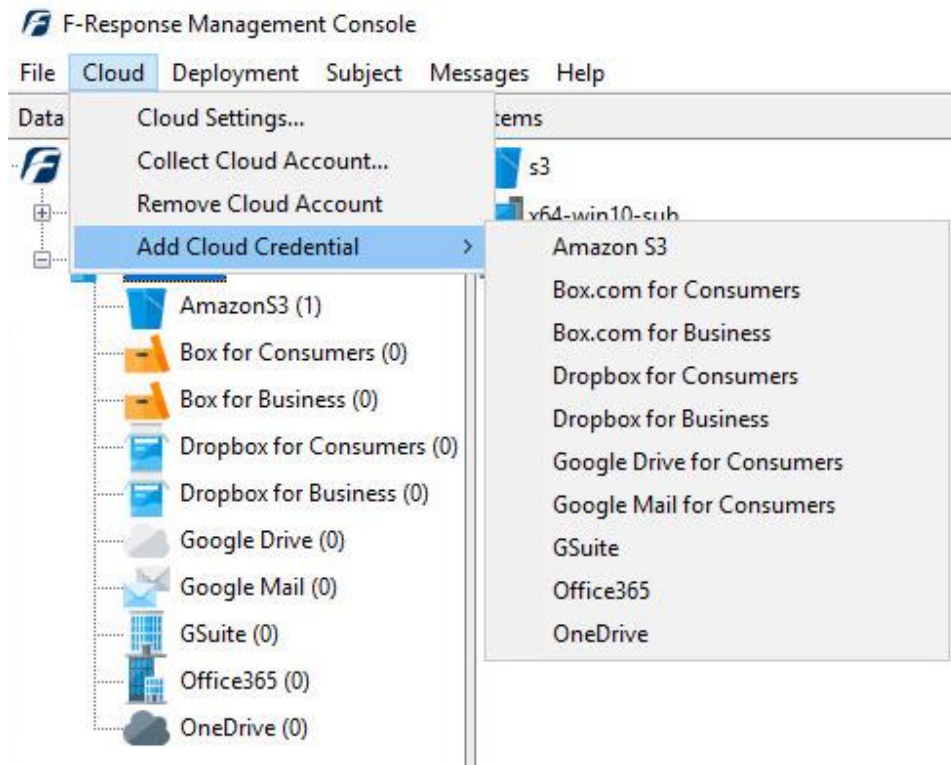 F-Response Management Console
File Cloud Deployment Subject Messages Help
Data
Items
Cloud Settings...
Collect Cloud Account...
Remove Cloud Account
Add Cloud Credential >
s3
x64-win10-sub
Amazon S3
Box.com for Consumers
Box.com for Business
Dropbox for Consumers
Dropbox for Business
Google Drive for Consumers
Google Mail for Consumers
GSuite
Office365
OneDrive
AmazonS3 (1)
Box for Consumers (0)
Box for Business (0)
Dropbox for Consumers (0)
Dropbox for Business (0)
Google Drive (0)
Google Mail (0)
GSuite (0)
Office365 (0)
OneDrive (0)